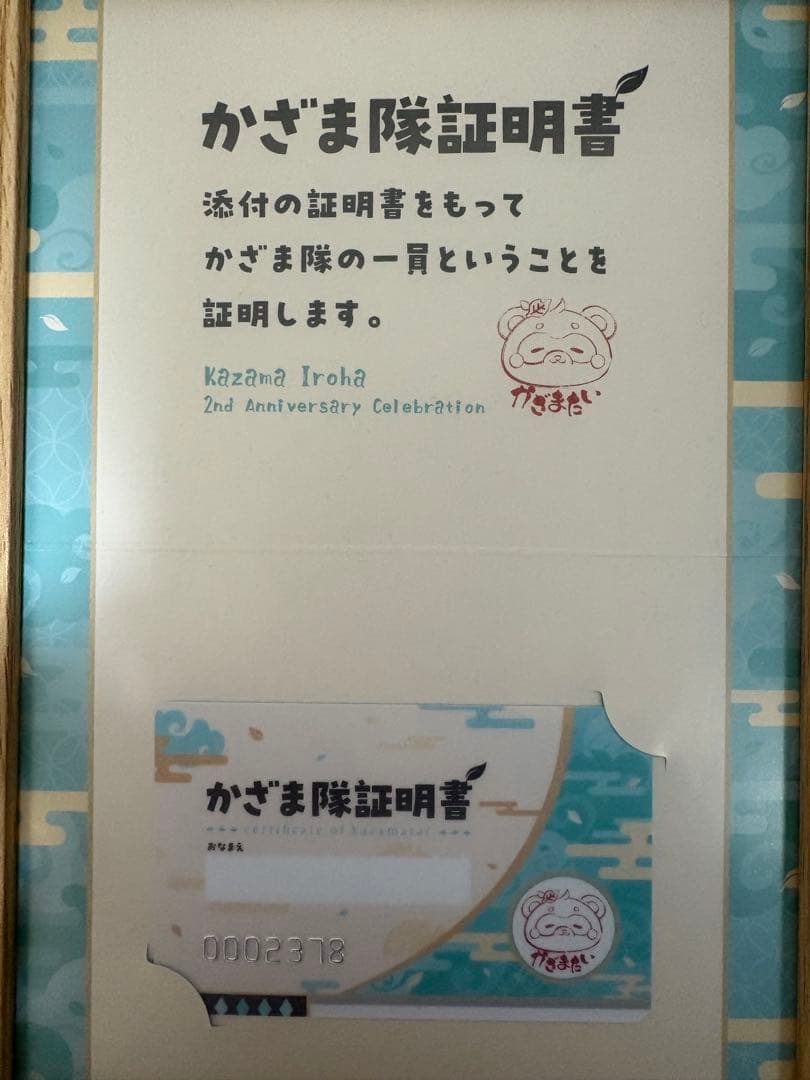 かざま隊証明書
添付の証明書をもって
かざま隊の一員ということを
証明します。
Kazama Iroha
2nd Anniversary Celebration
かざまたい
かざま隊証明書
certificate of kazamatai
おなまえ
0002378
かざまたい